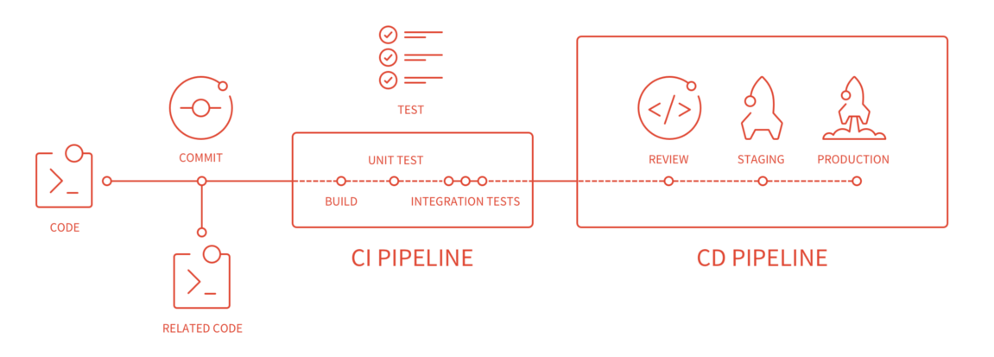 TEST
COMMIT
UNIT TEST
REVIEW
STAGING
PRODUCTION
BUILD
INTEGRATION TESTS
CODE
CI PIPELINE
CD PIPELINE
RELATED CODE